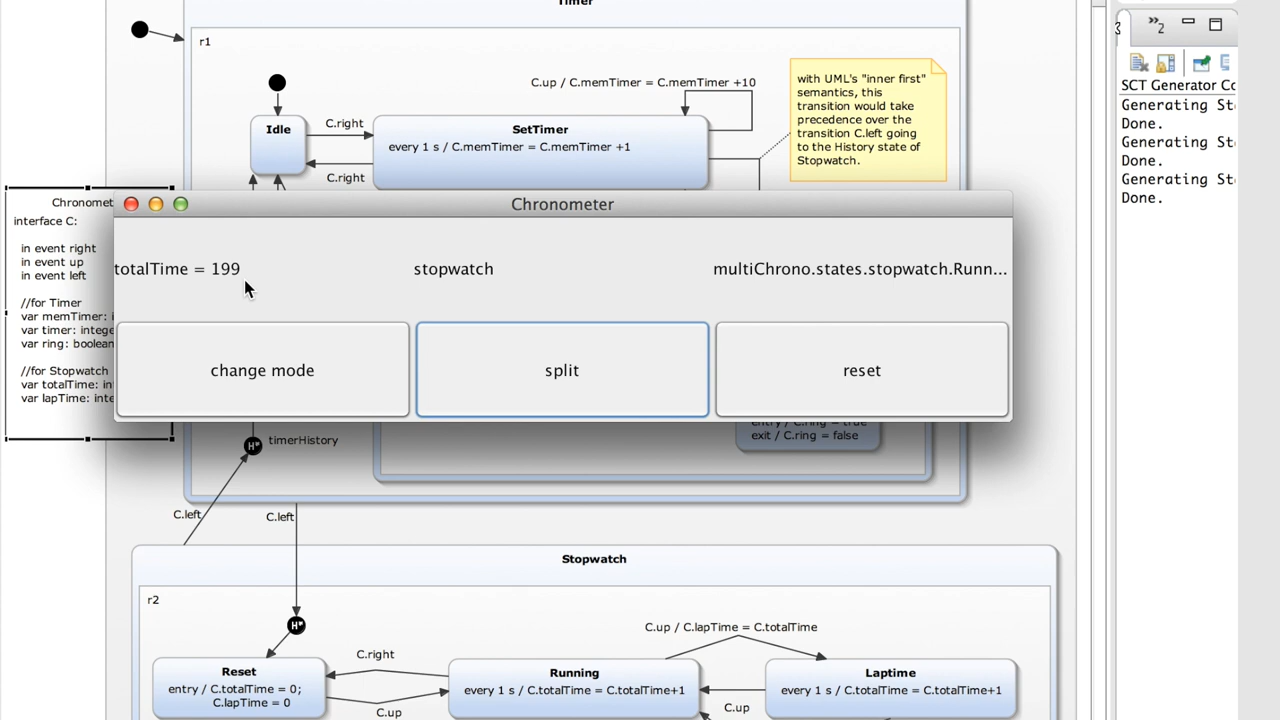 Timer
r1
C.up / C.memTimer = C.memTimer +10
Idle
C.right
SetTimer
every 1 s / C.memTimer = C.memTimer +1
C.right
with UML's "inner first"
semantics, this
transition would take
precedence over the
transition C.left going
to the History state of
Stopwatch.
2
SCT Generator Co
Generating St
Done.
Generating St
Done.
Generating St
Done.
Chronomet
interface C:
in event right
in event up
in event left
//for Timer
var memTimer: i
var timer: intege
var ring: boolean
//for Stopwatch
var totalTime: in
var lapTime: inte
Chronometer
totalTime = 199
stopwatch
multiChrono.states.stopwatch.Runn...
change mode
split
reset
entry / C.ring = true
exit / C.ring = false
H*
timerHistory
C.left
C.left
Stopwatch
r2
H*
C.up / C.lapTime = C.totalTime
Reset
entry / C.totalTime = 0;
C.lapTime = 0
C.right
C.up
Running
every 1 s / C.totalTime = C.totalTime+1
C.up
Laptime
every 1 s / C.totalTime = C.totalTime+1